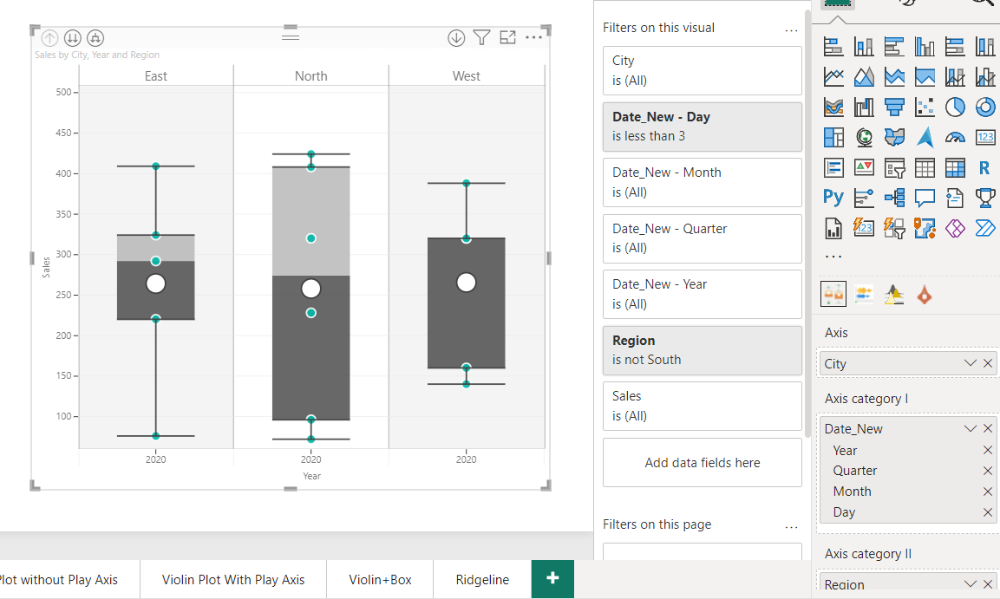 Sales by City, Year and Region
East
North
West
500
450
400
350
300
250
200
150
100
Sales
2020
2020
2020
Year
Filters on this visual
...
City
is (All)
Date_New - Day
is less than 3
Date_New - Month
is (All)
Date_New - Quarter
is (All)
Date_New - Year
is (All)
Region
is not South
Sales
is (All)
Add data fields here
Filters on this page
...
123
R
Py
123
...
Axis
City
Axis category I
Date_New
Year
Quarter
Month
Day
Axis category II
Region
Plot without Play Axis
Violin Plot With Play Axis
Violin+Box
Ridgeline
+